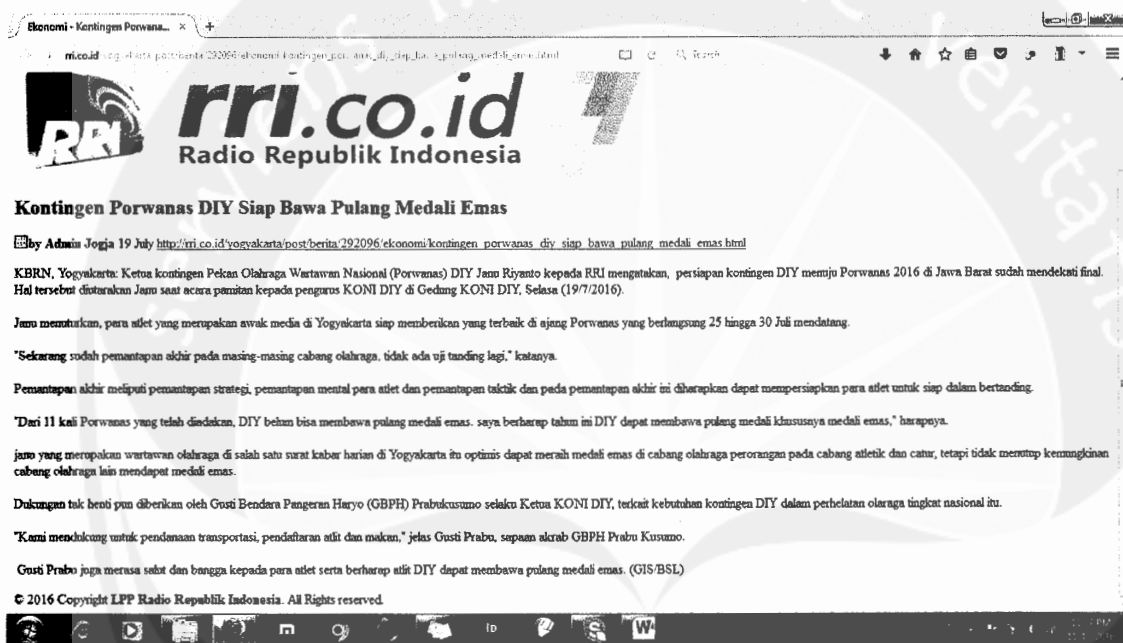 Ekonomi - Kontingen Porwana... × +
rri.co.id
Search
RRI
rri.co.id
Radio Republik Indonesia
Kontingen Porwanas DIY Siap Bawa Pulang Medali Emas
by Admin Jogja 19 July http://rri.co.id/yogyakarta/post/berita/292096/ekonomi/kontingen_porwanas_diy_siap_bawa_pulang_medali_emas.html
KBRN, Yogyakarta: Ketua kontingen Pekan Olahraga Wartawan Nasional (Porwanas) DIY Janu Riyanto kepada RRI mengatakan, persiapan kontingen DIY menuju Porwanas 2016 di Jawa Barat sudah mendekati final.
Hal tersebut diutarakan Janu saat acara pamitan kepada pengurus KONI DIY di Gedung KONI DIY, Selasa (19/7/2016).
Janu menuturkan, para atlet yang merupakan awak media di Yogyakarta siap memberikan yang terbaik di ajang Porwanas yang berlangsung 25 hingga 30 Juli mendatang.
"Sekarang sudah pemantapan akhir pada masing-masing cabang olahraga, tidak ada uji tanding lagi," katanya.
Pemantapan akhir meliputi pemantapan strategi, pemantapan mental para atlet dan pemantapan taktik dan pada pemantapan akhir ini diharapkan dapat mempersiapkan para atlet untuk siap dalam bertanding.
"Dari 11 kali Porwanas yang telah diadakan, DIY belum bisa membawa pulang medali emas. saya berharap tahun ini DIY dapat membawa pulang medali khususnya medali emas," harapnya.
janu yang merupakan wartawan olahraga di salah satu surat kabar harian di Yogyakarta itu optimis dapat meraih medali emas di cabang olahraga perorangan pada cabang atletik dan catur, tetapi tidak menutup kemungkinan
cabang olahraga lain mendapat medali emas.
Dukungan tak henti pun diberikan oleh Gusti Bendara Pangeran Haryo (GBPH) Prabukusumo selaku Ketua KONI DIY, terkait kebutuhan kontingen DIY dalam perhelatan olaraga tingkat nasional itu.
"Kami mendukung untuk pendanaan transportasi, pendaftaran atlit dan makan," jelas Gusti Prabu, sapaan akrab GBPH Prabu Kusumo.
Gusti Prabu juga merasa salut dan bangga kepada para atlet serta berharap atlit DIY dapat membawa pulang medali emas. (GIS/BSL)
© 2016 Copyright LPP Radio Republik Indonesia. All Rights reserved